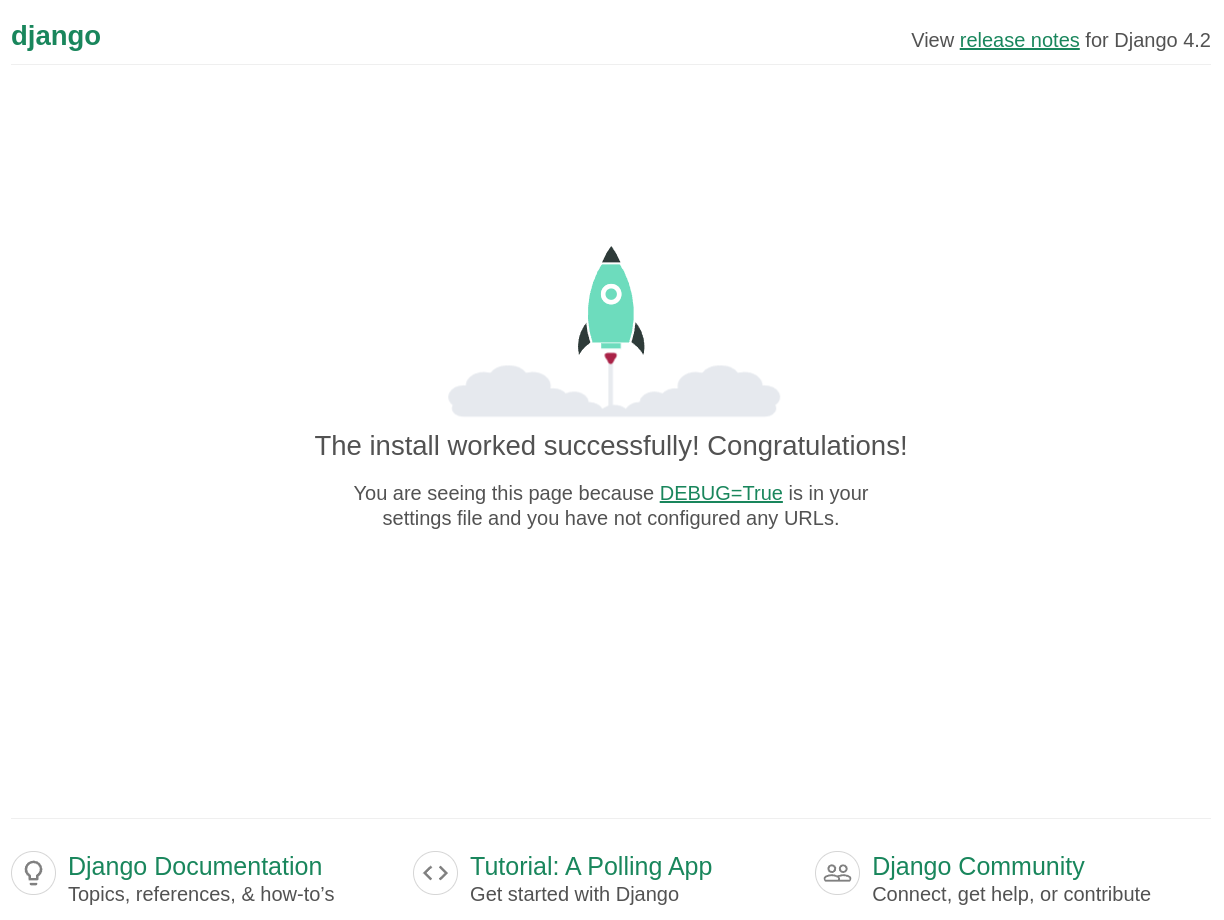 django
View release notes for Django 4.2
The install worked successfully! Congratulations!
You are seeing this page because DEBUG=True is in your
settings file and you have not configured any URLs.
Django Documentation
Topics, references, & how-to’s
Tutorial: A Polling App
Get started with Django
Django Community
Connect, get help, or contribute